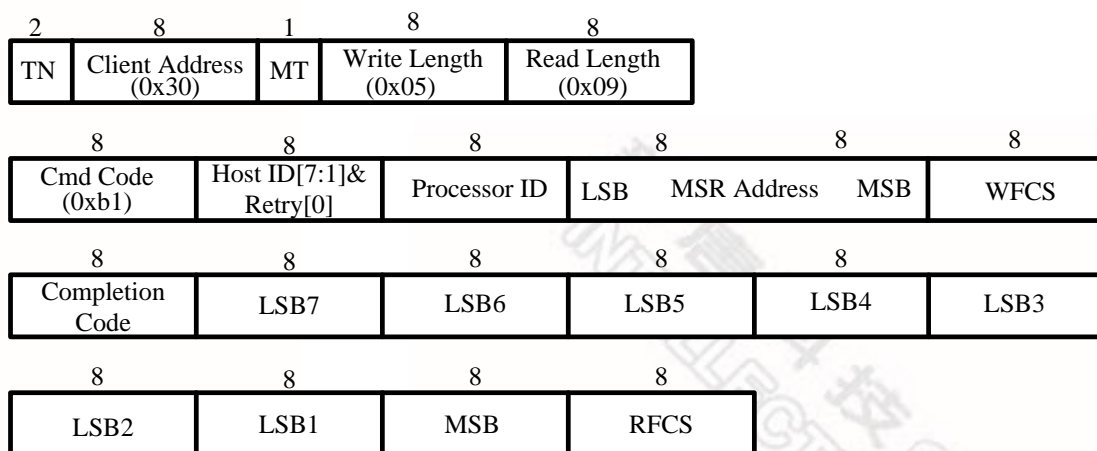 2 8 1 8 8
TN Client Address (0x30) MT Write Length (0x05) Read Length (0x09)
8 8 8 8 8 8
Cmd Code (0xb1) Host ID[7:1]& Retry[0] Processor ID LSB MSR Address MSB WFCS
8 8 8 8 8
Completion Code LSB7 LSB6 LSB5 LSB4 LSB3
8 8 8 8
LSB2 LSB1 MSB RFCS